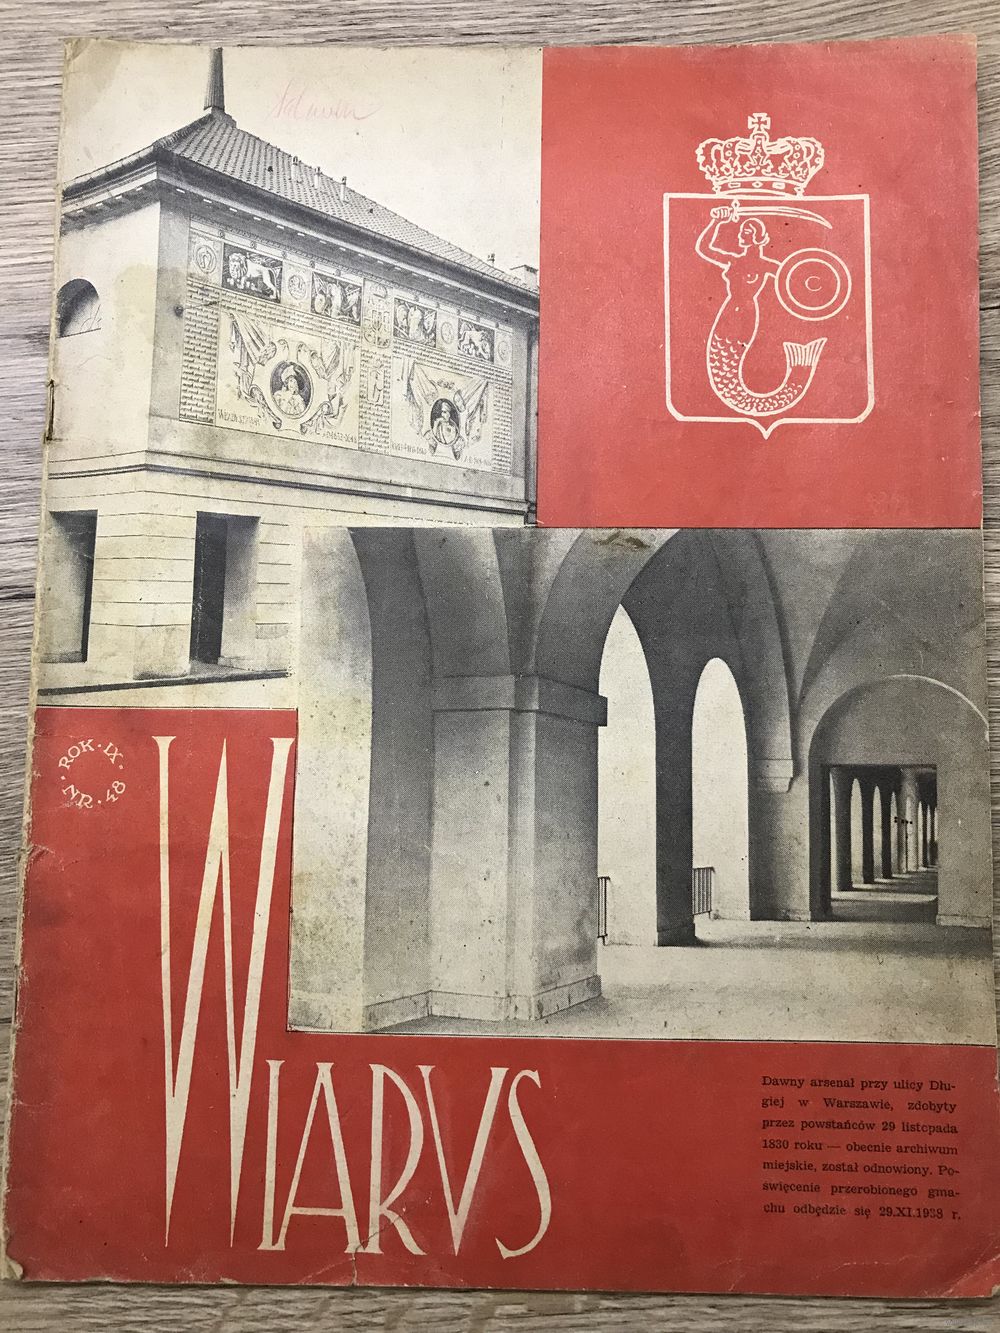 C
· ROK · IX ·
NR · 48
WIARVS
Dawny arsenał przy ulicy Dłu-
giej w Warszawie, zdobyty
przez powstańców 29 listopada
1830 roku — obecnie archiwum
miejskie, został odnowiony. Po-
święcenie przerobionego gma-
chu odbędzie się 29.XI.1938 r.